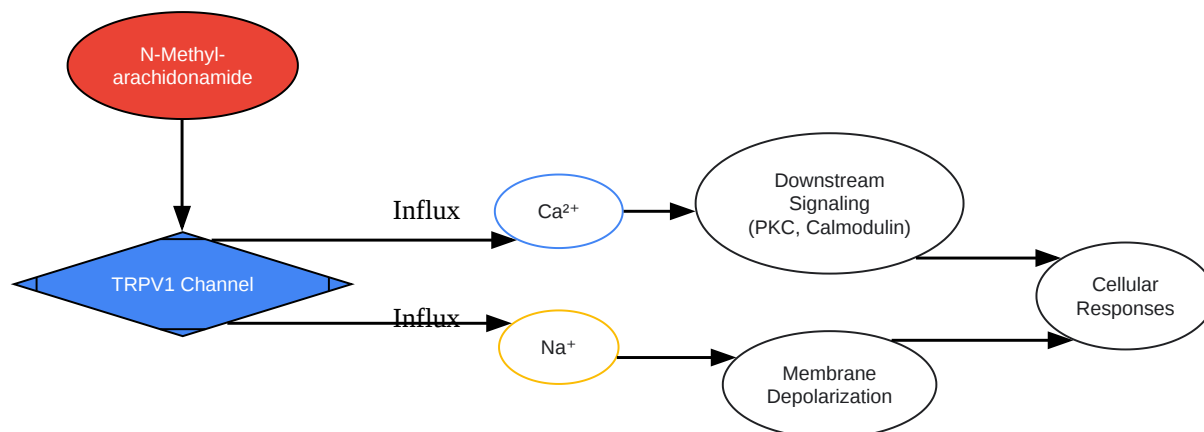 N-Methyl-
arachidonamide
TRPV1 Channel
Influx
Influx
Ca²⁺
Na⁺
Downstream
Signaling
(PKC, Calmodulin)
Membrane
Depolarization
Cellular
Responses